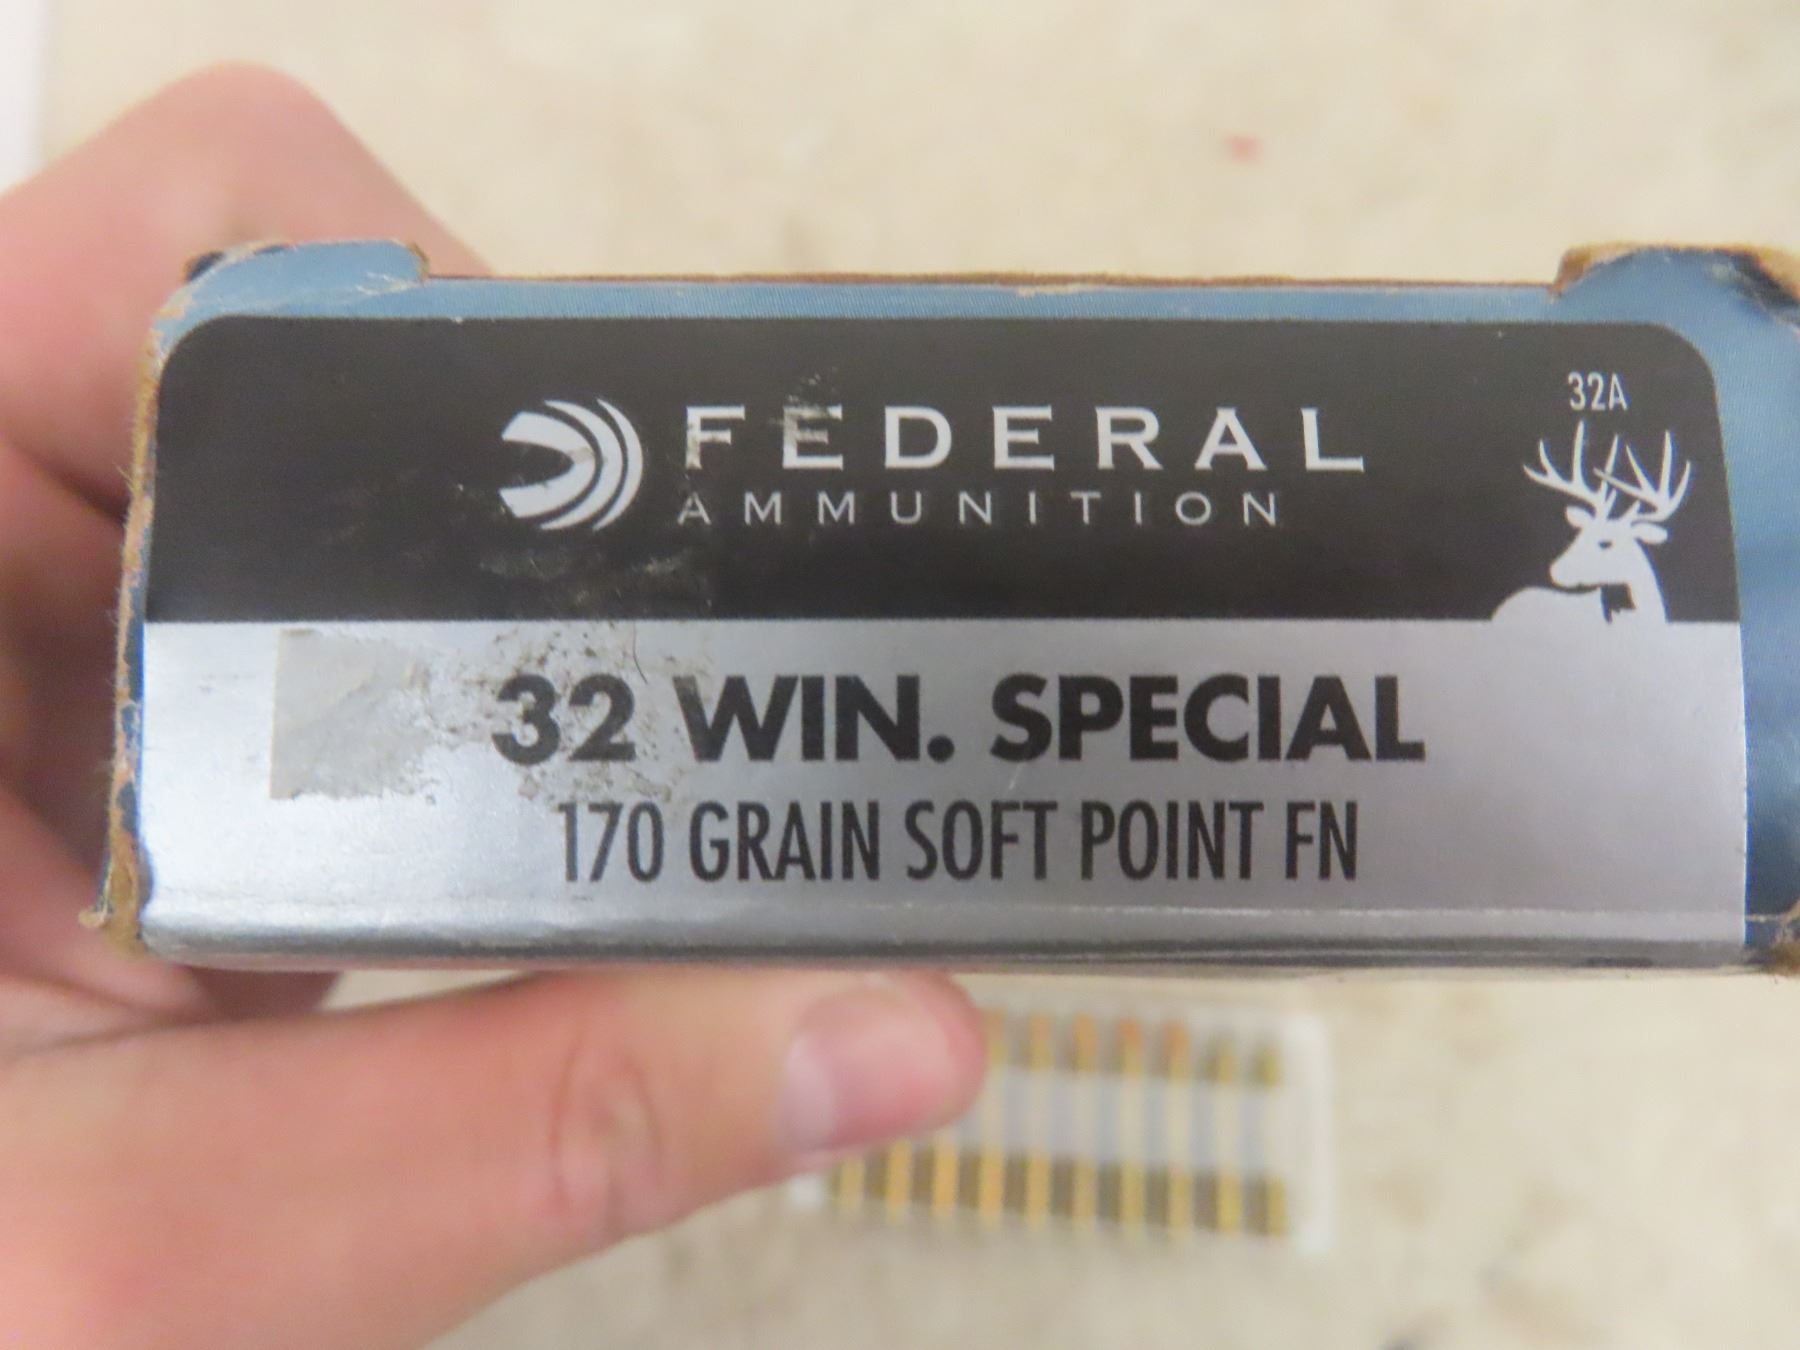 32A
FEDERAL
AMMUNITION
32 WIN. SPECIAL
170 GRAIN SOFT POINT FN